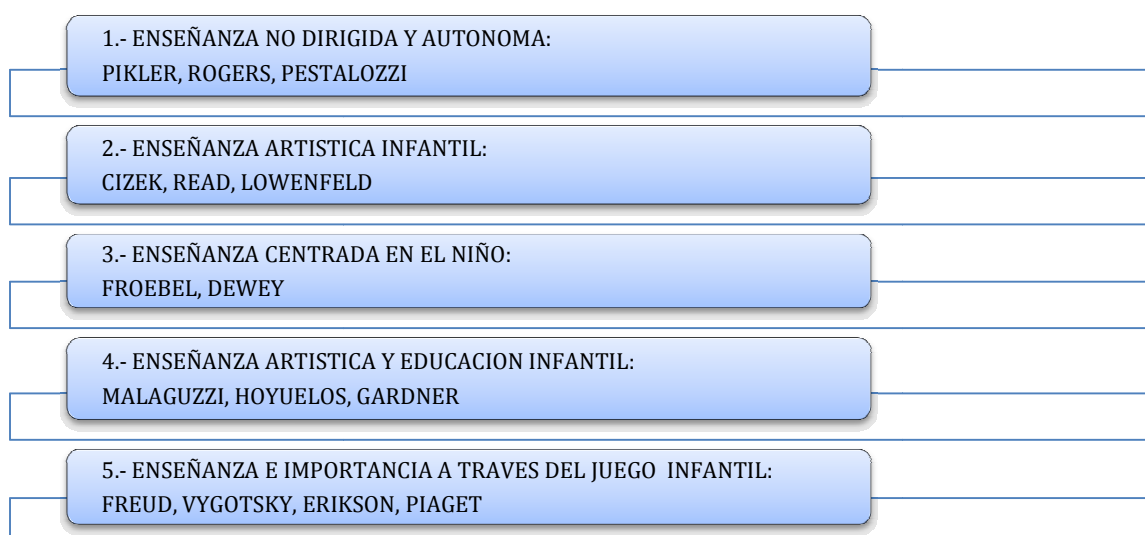 1.- ENSEÑANZA NO DIRIGIDA Y AUTONOMA:
PIKLER, ROGERS, PESTALOZZI
2.- ENSEÑANZA ARTISTICA INFANTIL:
CIZEK, READ, LOWENFELD
3.- ENSEÑANZA CENTRADA EN EL NIÑO:
FROEBEL, DEWEY
4.- ENSEÑANZA ARTISTICA Y EDUCACION INFANTIL:
MALAGUZZI, HOYUELOS, GARDNER
5.- ENSEÑANZA E IMPORTANCIA A TRAVES DEL JUEGO  INFANTIL:
FREUD, VYGOTSKY, ERIKSON, PIAGET